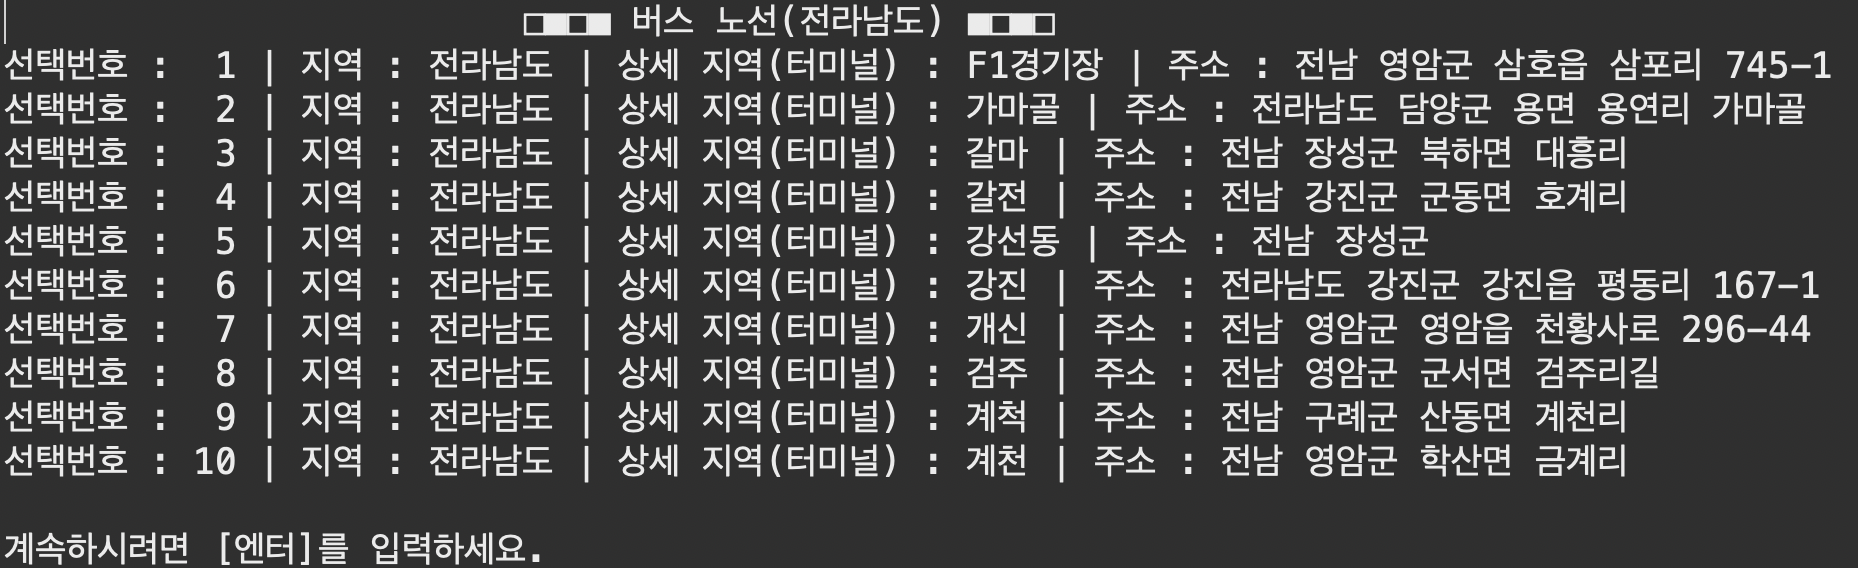 □■□■ 버스 노선(전라남도) ■□■□
선택번호 :  1 | 지역 : 전라남도 | 상세 지역(터미널) : F1경기장 | 주소 : 전남 영암군 삼호읍 삼포리 745-1
선택번호 :  2 | 지역 : 전라남도 | 상세 지역(터미널) : 가마골 | 주소 : 전라남도 담양군 용면 용연리 가마골
선택번호 :  3 | 지역 : 전라남도 | 상세 지역(터미널) : 갈마 | 주소 : 전남 장성군 북하면 대흥리
선택번호 :  4 | 지역 : 전라남도 | 상세 지역(터미널) : 갈전 | 주소 : 전남 강진군 군동면 호계리
선택번호 :  5 | 지역 : 전라남도 | 상세 지역(터미널) : 강선동 | 주소 : 전남 장성군
선택번호 :  6 | 지역 : 전라남도 | 상세 지역(터미널) : 강진 | 주소 : 전라남도 강진군 강진읍 평동리 167-1
선택번호 :  7 | 지역 : 전라남도 | 상세 지역(터미널) : 개신 | 주소 : 전남 영암군 영암읍 천황사로 296-44
선택번호 :  8 | 지역 : 전라남도 | 상세 지역(터미널) : 검주 | 주소 : 전남 영암군 군서면 검주리길
선택번호 :  9 | 지역 : 전라남도 | 상세 지역(터미널) : 계척 | 주소 : 전남 구례군 산동면 계천리
선택번호 : 10 | 지역 : 전라남도 | 상세 지역(터미널) : 계천 | 주소 : 전남 영암군 학산면 금계리
계속하시려면 [엔터]를 입력하세요.